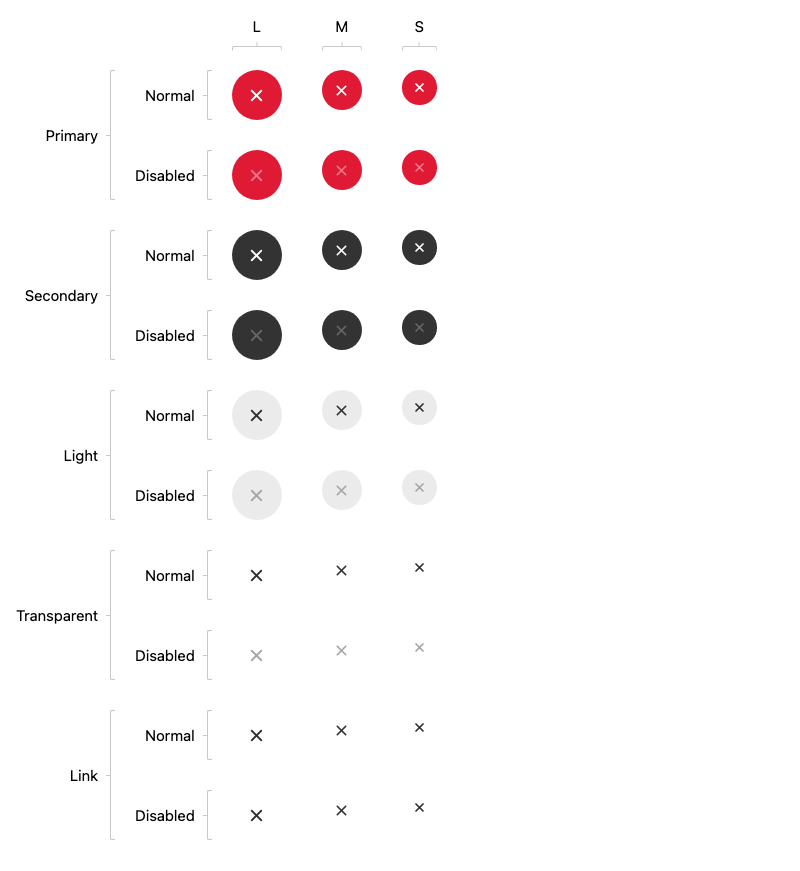 L M S
Normal
Primary
Disabled
Normal
Secondary
Disabled
Normal
Light
Disabled
Normal
Transparent
Disabled
Normal
Link
Disabled